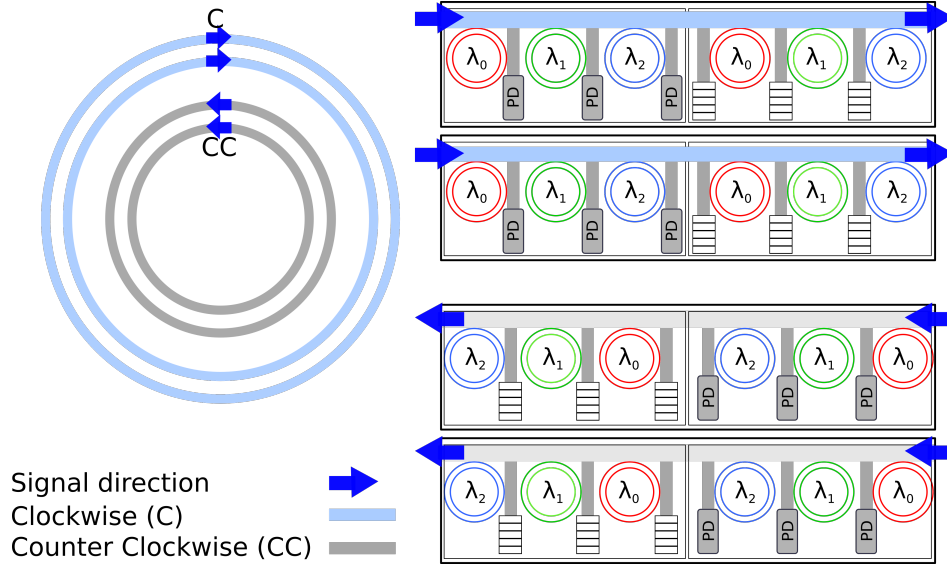 C
CC
Signal direction
Clockwise (C)
Counter Clockwise (CC)
λ0 λ1 λ2 λ0 λ1 λ2
PD PD PD
λ0 λ1 λ2 λ0 λ1 λ2
PD PD PD
λ2 λ1 λ0 λ2 λ1 λ0
PD PD PD
λ2 λ1 λ0 λ2 λ1 λ0
PD PD PD